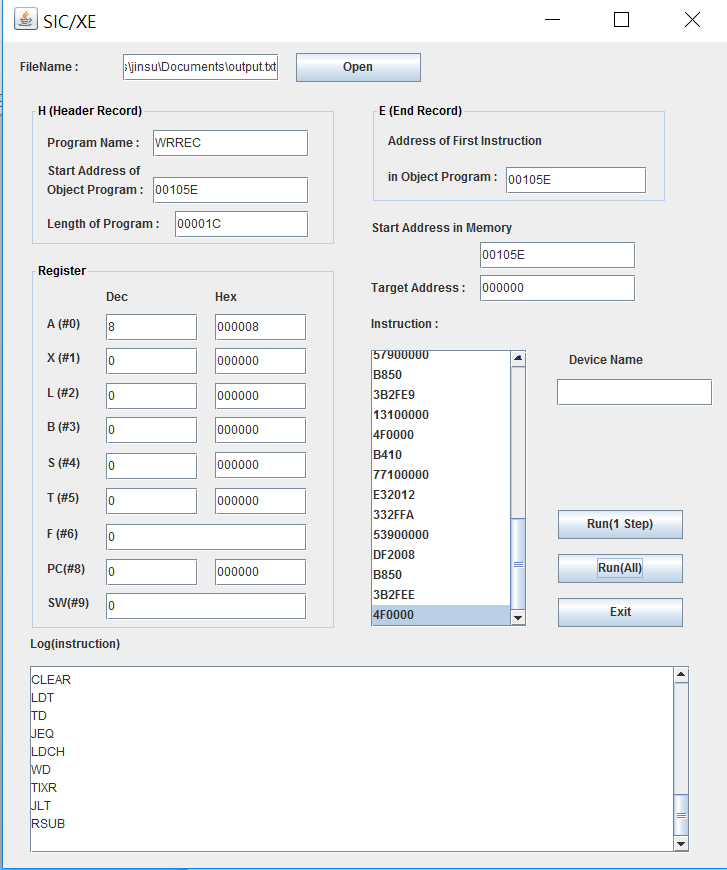 SIC/XE
FileName : s\jinsu\Documents\output.txt Open
H (Header Record)
Program Name : WRREC
Start Address of
Object Program : 00105E
Length of Program : 00001C
E (End Record)
Address of First Instruction
in Object Program : 00105E
Start Address in Memory
00105E
Target Address : 000000
Register
Dec Hex
A (#0) 8 000008
X (#1) 0 000000
L (#2) 0 000000
B (#3) 0 000000
S (#4) 0 000000
T (#5) 0 000000
F (#6) 0
PC(#8) 0 000000
SW(#9) 0
Instruction :
57900000
B850
3B2FE9
13100000
4F0000
B410
77100000
E32012
332FFA
53900000
DF2008
B850
3B2FEE
4F0000
Device Name
Run(1 Step)
Run(All)
Exit
Log(instruction)
CLEAR
LDT
TD
JEQ
LDCH
WD
TIXR
JLT
RSUB